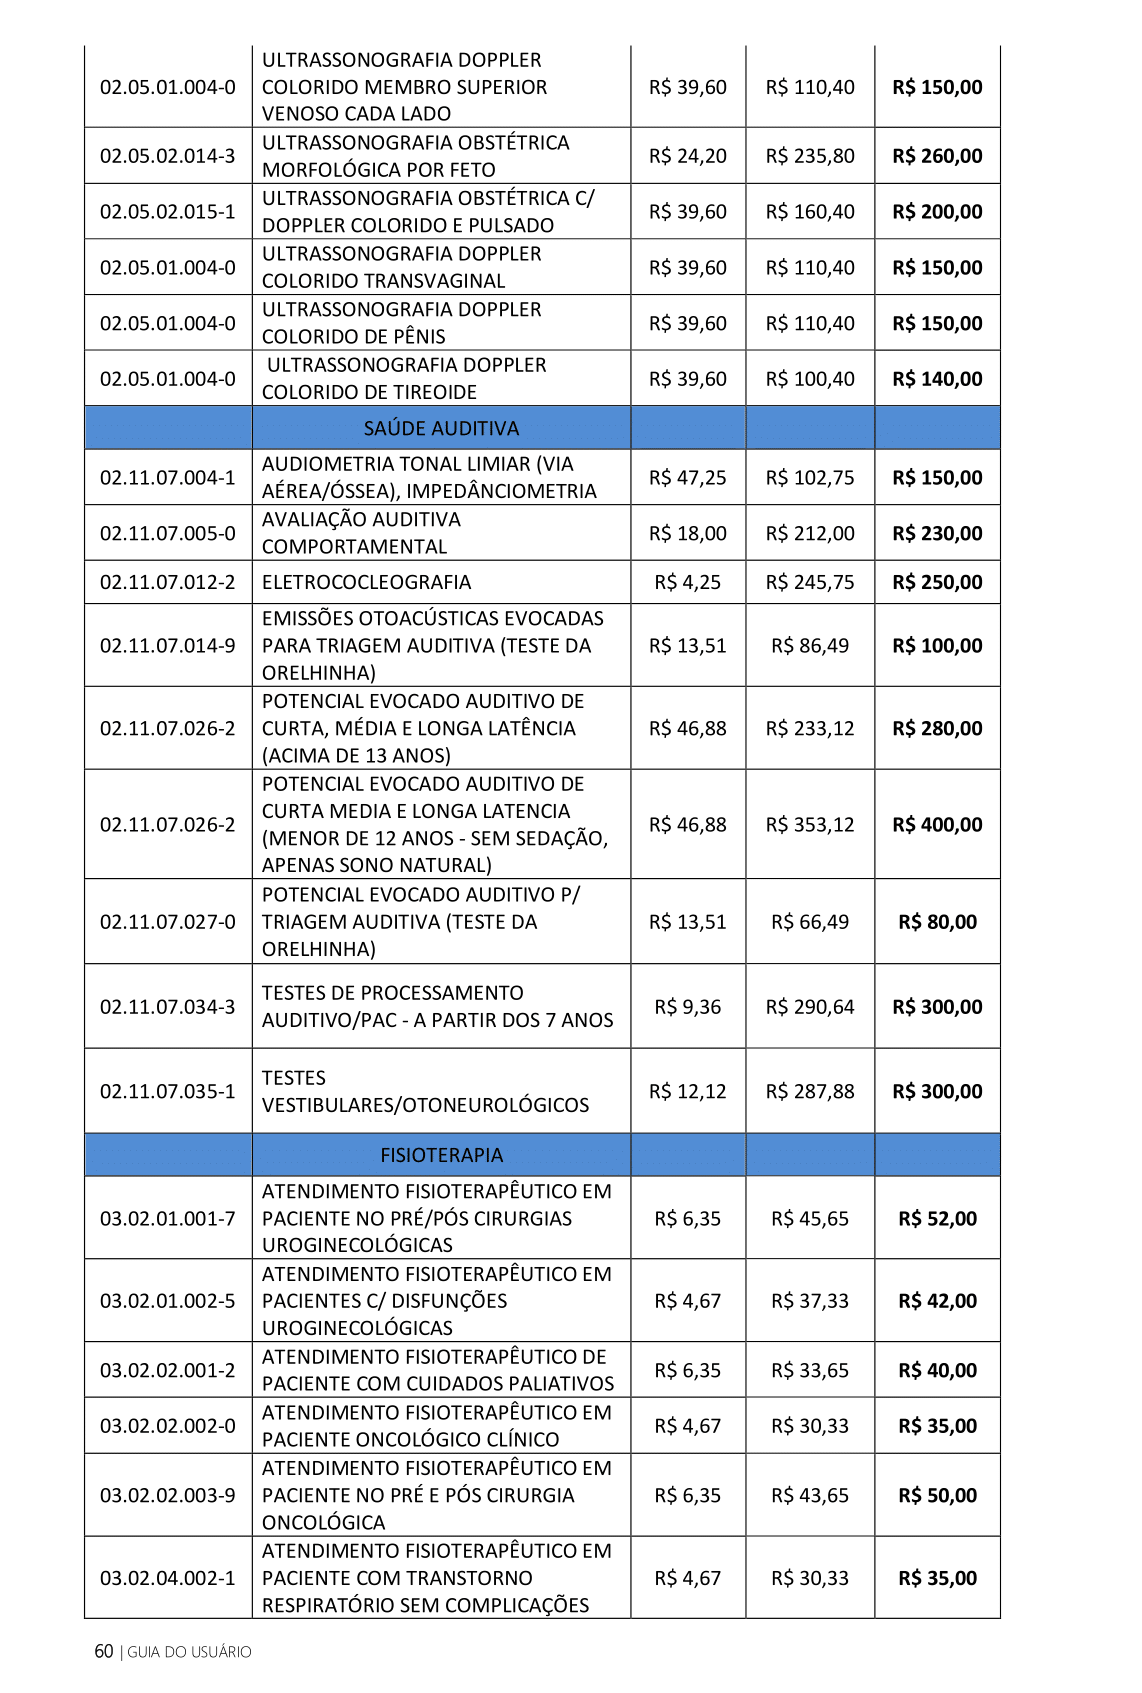 ULTRASSONOGRAFIA DOPPLER
02.05.01.004-0 COLORIDO MEMBRO SUPERIOR R$ 39,60 R$ 110,40 R$ 150,00
VENOSO CADA LADO
ULTRASSONOGRAFIA OBSTÉTRICA
02.05.02.014-3 R$ 24,20 R$ 235,80 R$ 260,00
MORFOLÓGICA POR FETO
ULTRASSONOGRAFIA OBSTÉTRICA C/
02.05.02.015-1 R$ 39,60 R$ 160,40 R$ 200,00
DOPPLER COLORIDO E PULSADO
ULTRASSONOGRAFIA DOPPLER
02.05.01.004-0 R$ 39,60 R$ 110,40 R$ 150,00
COLORIDO TRANSVAGINAL
ULTRASSONOGRAFIA DOPPLER
02.05.01.004-0 R$ 39,60 R$ 110,40 R$ 150,00
COLORIDO DE PÊNIS
ULTRASSONOGRAFIA DOPPLER
02.05.01.004-0 R$ 39,60 R$ 100,40 R$ 140,00
COLORIDO DE TIREOIDE
SAÚDE AUDITIVA
AUDIOMETRIA TONAL LIMIAR (VIA
02.11.07.004-1 R$ 47,25 R$ 102,75 R$ 150,00
AÉREA/ÓSSEA), IMPEDÂNCIOMETRIA
AVALIAÇÃO AUDITIVA
02.11.07.005-0 R$ 18,00 R$ 212,00 R$ 230,00
COMPORTAMENTAL
02.11.07.012-2 ELETROCOCLEOGRAFIA R$ 4,25 R$ 245,75 R$ 250,00
EMISSÕES OTOACÚSTICAS EVOCADAS
02.11.07.014-9 PARA TRIAGEM AUDITIVA (TESTE DA R$ 13,51 R$ 86,49 R$ 100,00
ORELHINHA)
POTENCIAL EVOCADO AUDITIVO DE
02.11.07.026-2 CURTA, MÉDIA E LONGA LATÊNCIA R$ 46,88 R$ 233,12 R$ 280,00
(ACIMA DE 13 ANOS)
POTENCIAL EVOCADO AUDITIVO DE
CURTA MEDIA E LONGA LATENCIA
02.11.07.026-2 R$ 46,88 R$ 353,12 R$ 400,00
(MENOR DE 12 ANOS - SEM SEDAÇÃO,
APENAS SONO NATURAL)
POTENCIAL EVOCADO AUDITIVO P/
02.11.07.027-0 TRIAGEM AUDITIVA (TESTE DA R$ 13,51 R$ 66,49 R$ 80,00
ORELHINHA)
TESTES DE PROCESSAMENTO
02.11.07.034-3 R$ 9,36 R$ 290,64 R$ 300,00
AUDITIVO/PAC - A PARTIR DOS 7 ANOS
TESTES
02.11.07.035-1 R$ 12,12 R$ 287,88 R$ 300,00
VESTIBULARES/OTONEUROLÓGICOS
FISIOTERAPIA
ATENDIMENTO FISIOTERAPÊUTICO EM
03.02.01.001-7 PACIENTE NO PRÉ/PÓS CIRURGIAS R$ 6,35 R$ 45,65 R$ 52,00
UROGINECOLÓGICAS
ATENDIMENTO FISIOTERAPÊUTICO EM
03.02.01.002-5 PACIENTES C/ DISFUNÇÕES R$ 4,67 R$ 37,33 R$ 42,00
UROGINECOLÓGICAS
ATENDIMENTO FISIOTERAPÊUTICO DE
03.02.02.001-2 R$ 6,35 R$ 33,65 R$ 40,00
PACIENTE COM CUIDADOS PALIATIVOS
ATENDIMENTO FISIOTERAPÊUTICO EM
03.02.02.002-0 R$ 4,67 R$ 30,33 R$ 35,00
PACIENTE ONCOLÓGICO CLÍNICO
ATENDIMENTO FISIOTERAPÊUTICO EM
03.02.02.003-9 PACIENTE NO PRÉ E PÓS CIRURGIA R$ 6,35 R$ 43,65 R$ 50,00
ONCOLÓGICA
ATENDIMENTO FISIOTERAPÊUTICO EM
03.02.04.002-1 PACIENTE COM TRANSTORNO R$ 4,67 R$ 30,33 R$ 35,00
RESPIRATÓRIO SEM COMPLICAÇÕES
60 | GUIA DO USUÁRIO